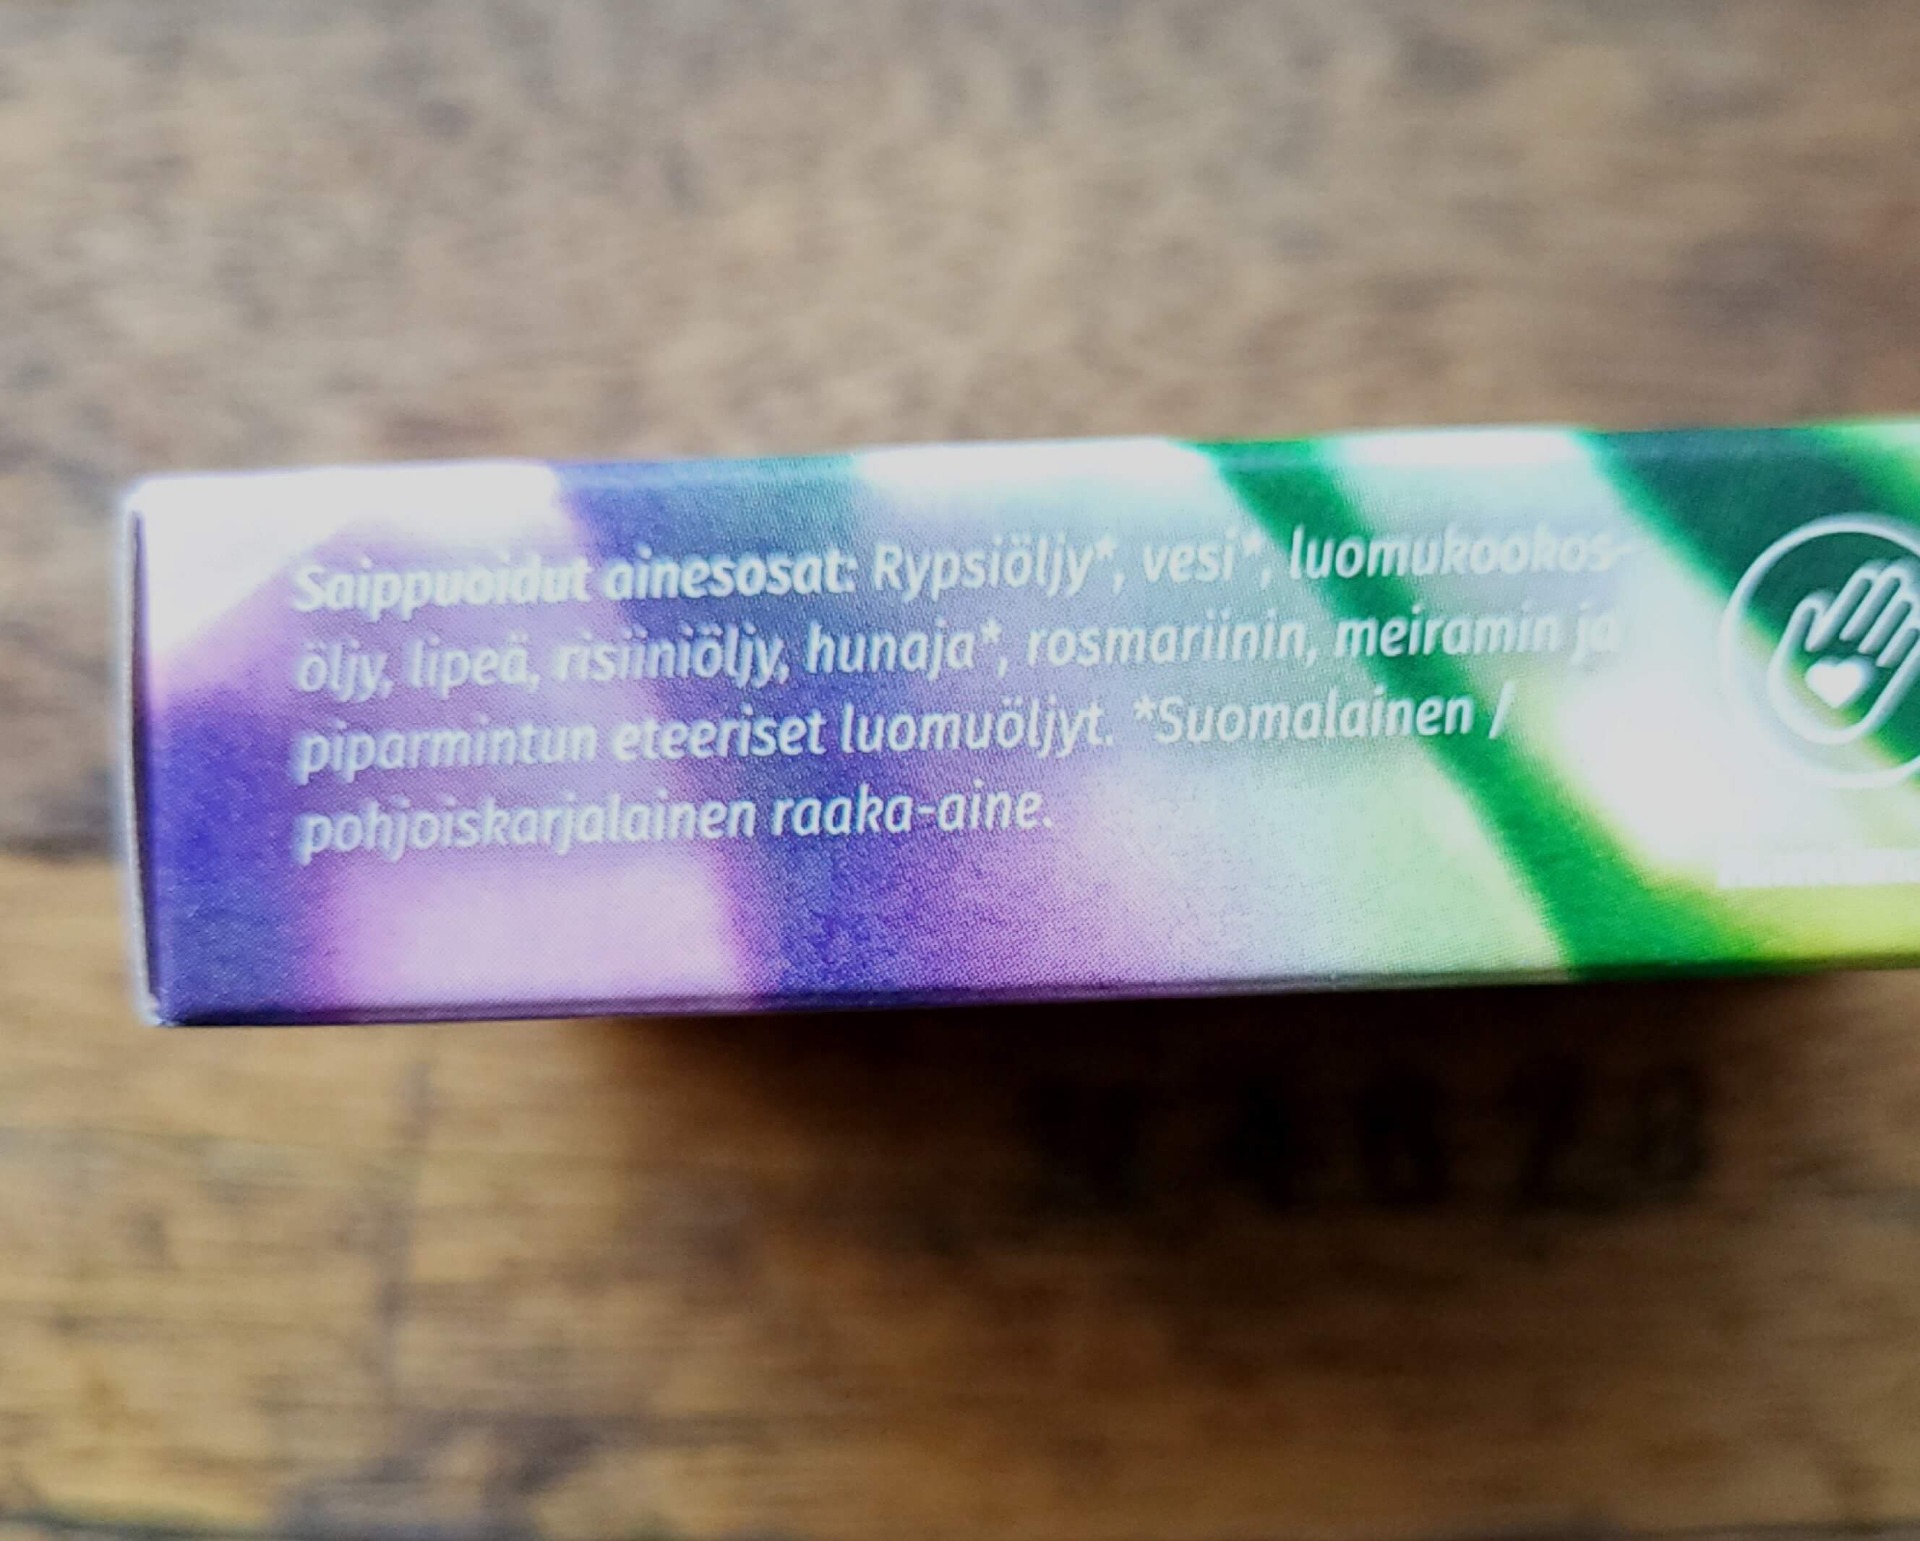 Saippuoidut ainesosat: Rypsiöljy*, vesi*, luomukookos-
öljy, lipeä, risiiniöljy, hunaja*, rosmariinin, meiramin ja
piparmintun eteeriset luomuöljyt. *Suomalainen /
pohjoiskarjalainen raaka-aine.